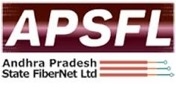 APSFL
Andhra Pradesh
State FiberNet Ltd